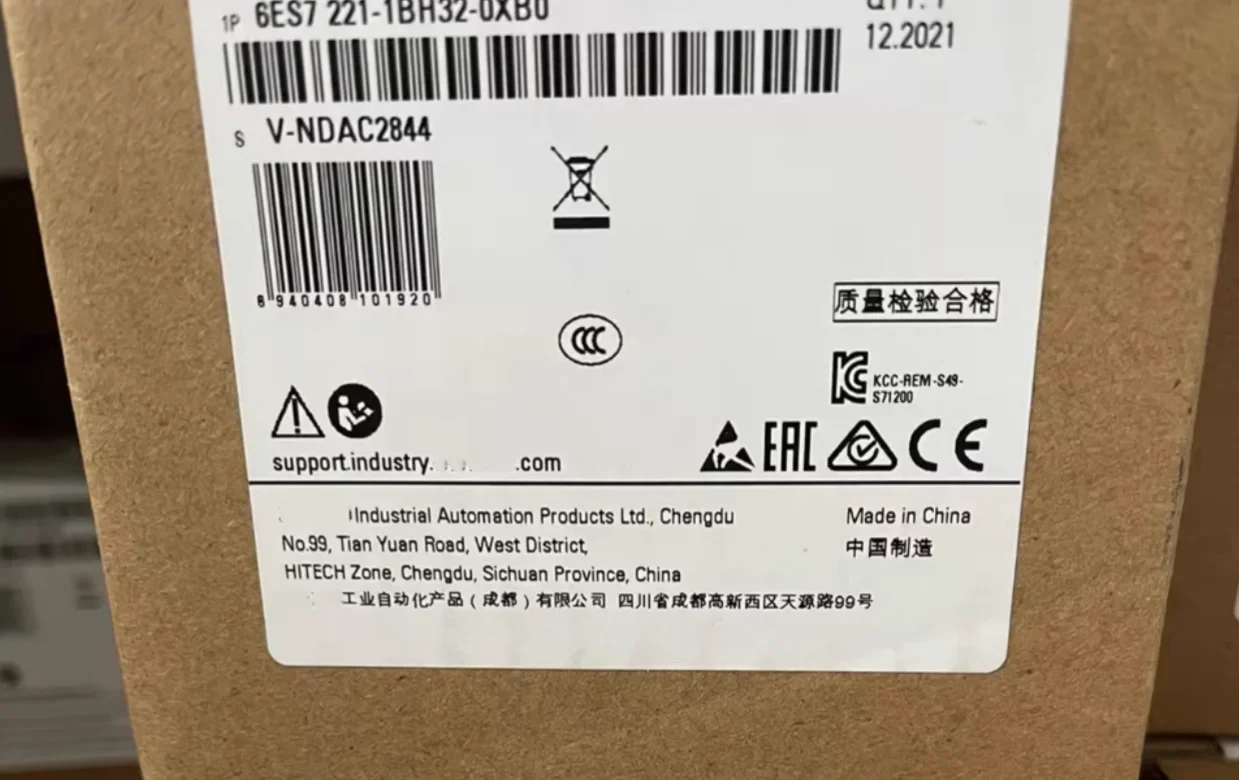 1P 6ES7 221-1BH32-0XB0
12.2021
S V-NDAC2844
6 940408 101920
质量检验合格
KCC-REM-S49-
S71200
EAC CE
support.industry. .com
Industrial Automation Products Ltd., Chengdu
Made in China
No.99, Tian Yuan Road, West District,
中国制造
HITECH Zone, Chengdu, Sichuan Province, China
工业自动化产品(成都)有限公司 四川省成都高新西区天源路99号